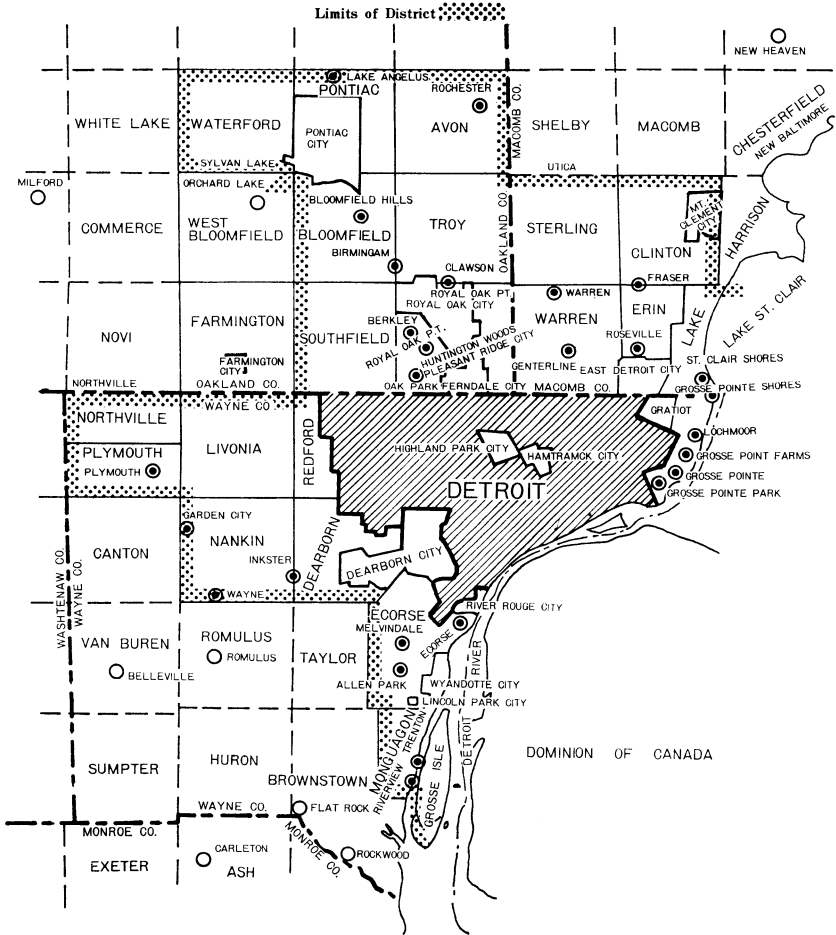 Limits of District
NEW HEAVEN
LAKE ANGELUS
PONTIAC
ROCHESTER
MACOMB CO.
CHESTERFIELD
NEW BALTIMORE
WHITE LAKE
WATERFORD
PONTIAC
CITY
AVON
SHELBY
MACOMB
SYLVAN LAKE
UTICA
MILFORD
ORCHARD LAKE
BLOOMFIELD HILLS
OAKLAND CO.
MT.
CLEMENT
CITY
HARRISON
COMMERCE
WEST
BLOOMFIELD
BLOOMFIELD
TROY
STERLING
CLINTON
BIRMINGAM
CLAWSON
FRASER
ROYAL OAK PT.
ROYAL OAK CITY
WARREN
ERIN
LAKE
LAKE ST. CLAIR
NOVI
FARMINGTON
SOUTHFIELD
BERKLEY
ROYAL OAK P.T.
HUNTINGTON WOODS
PLEASANT RIDGE CITY
WARREN
ROSEVILLE
FARMINGTON
CITY
GENTERLINE
EAST DETROIT CITY
ST. CLAIR SHORES
NORTHVILLE
OAKLAND CO.
OAK PARK
FERNDALE CITY
MACOMB CO.
GROSSE POINTE SHORES
WAYNE CO.
NORTHVILLE
GRATIOT
LIVONIA
REDFORD
LOCHMOOR
PLYMOUTH
PLYMOUTH
HIGHLAND PARK CITY
HAMTRAMCK CITY
GROSSE POINT FARMS
GROSSE POINTE
GROSSE POINTE PARK
DETROIT
GARDEN CITY
CANTON
NANKIN
DEARBORN
INKSTER
DEARBORN CITY
WASHTENAW CO.
WAYNE CO.
WAYNE
ECORSE
RIVER ROUGE CITY
MELVINDALE
ECORSE
VAN BUREN
ROMULUS
ROMULUS
TAYLOR
BELLEVILLE
ALLEN PARK
WYANDOTTE CITY
LINCOLN PARK CITY
DETROIT RIVER
SUMPTER
HURON
BROWNSTOWN
MONGUAGON
TRENTON
RIVERVIEW
GROSSE ISLE
DOMINION OF CANADA
WAYNE CO.
FLAT ROCK
MONROE CO.
MONROE CO.
EXETER
CARLETON
ASH
ROCKWOOD